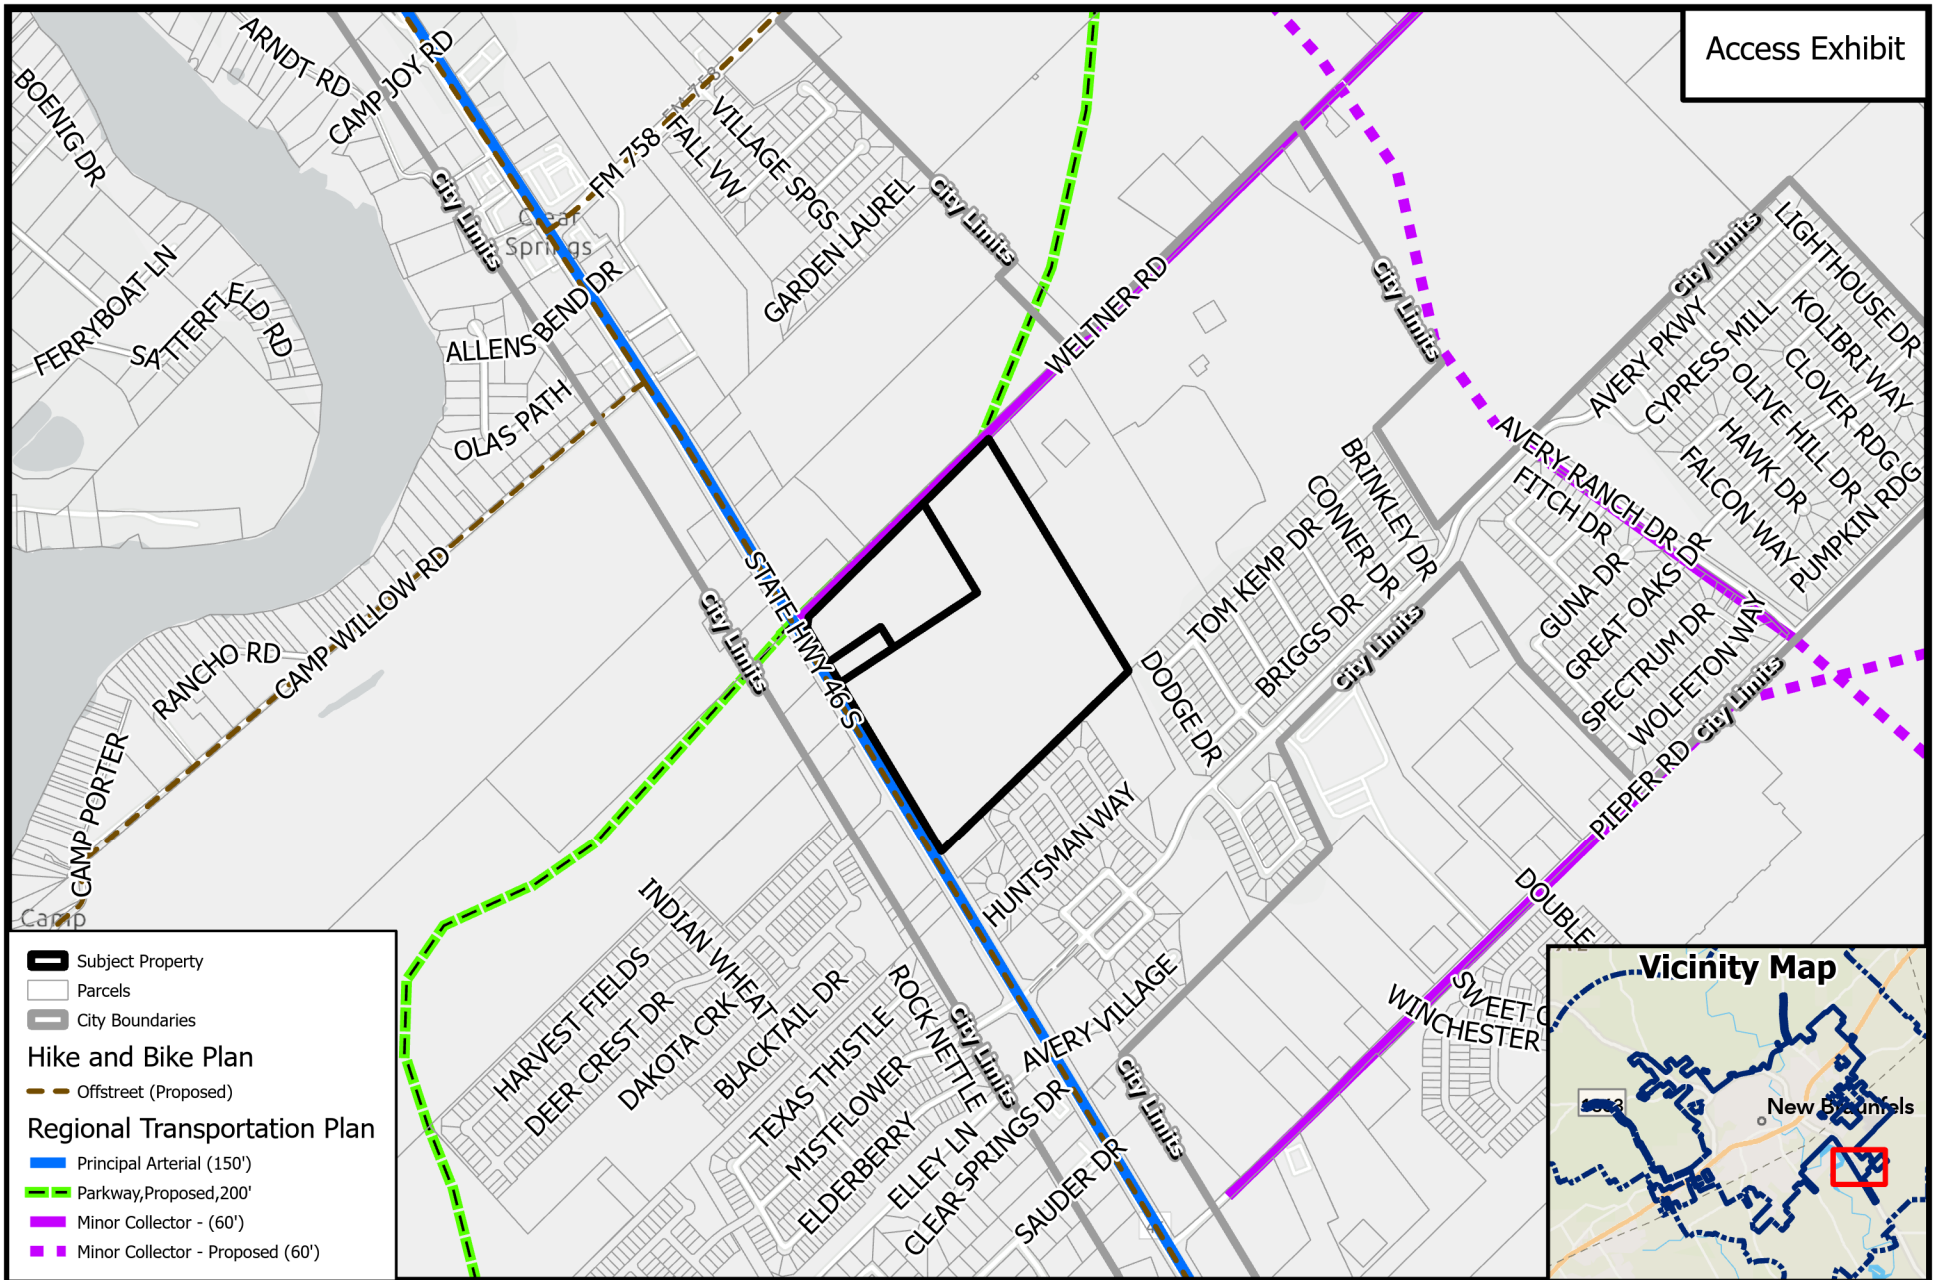 Access Exhibit
ARNDT RD
CAMP JOY RD
BOENIG DR
FM 758
FM 758
FALL VW
VILLAGE SPGS
GARDEN LAUREL
City Limits
City Limits
Clear
Springs
FERRYBOAT LN
SATTERFIELD RD
ALLENS BEND DR
OLAS PATH
WELTNER RD
City Limits
City Limits
LIGHTHOUSE DR
KOLIBRI WAY
AVERY PKWY
CYPRESS MILL
CLOVER RDG
OLIVE HILL DR
HAWK DR
FALCON WAY
PUMPKIN RDG
AVERY RANCH DR
FITCH DR
BRINKLEY DR
CONNER DR
TOM KEMP DR
BRIGGS DR
GUNA DR
GREAT OAKS DR
SPECTRUM DR
WOLFETON WAY
City Limits
City Limits
STATE HWY 46 S
City Limits
CAMP WILLOW RD
RANCHO RD
CAMP PORTER
Camp
DODGE DR
HUNTSMAN WAY
PIEPER RD
DOUBLE
SWEET
WINCHESTER
AVERY VILLAGE
INDIAN WHEAT
HARVEST FIELDS
DEER CREST DR
DAKOTA CRK
BLACKTAIL DR
ROCK NETTLE
TEXAS THISTLE
MISTFLOWER
ELDERBERRY
ELLEY LN
CLEAR SPRINGS DR
SAUDER DR
City Limits
City Limits
Subject Property
Parcels
City Boundaries
Hike and Bike Plan
Offstreet (Proposed)
Regional Transportation Plan
Principal Arterial (150')
Parkway,Proposed,200'
Minor Collector - (60')
Minor Collector - Proposed (60')
Vicinity Map
New Braunfels